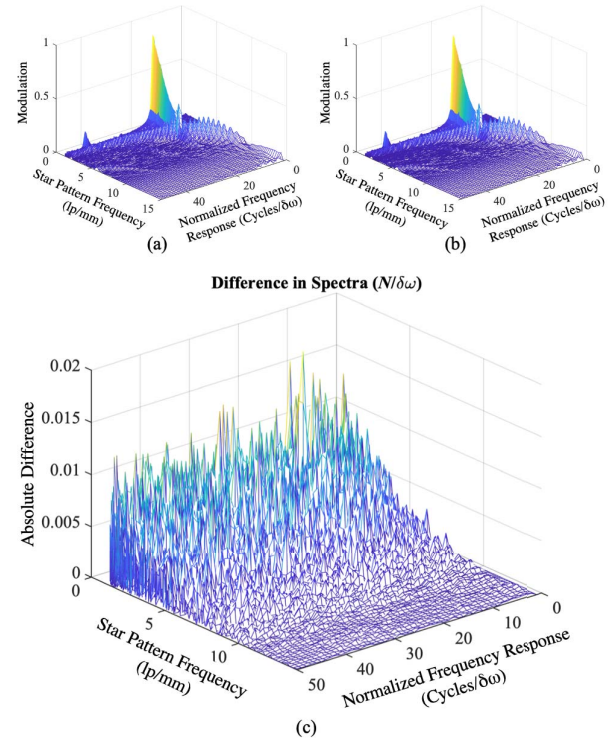 1
0.5
0
Modulation
0
5
10
15
Star Pattern Frequency
(lp/mm)
40
20
0
Normalized Frequency
Response (Cycles/δω)
(a)
1
0.5
0
Modulation
0
5
10
15
Star Pattern Frequency
(lp/mm)
40
20
0
Normalized Frequency
Response (Cycles/δω)
(b)
Difference in Spectra (N/δω)
0.02
0.015
0.01
0.005
0
Absolute Difference
0
5
10
Star Pattern Frequency
(lp/mm)
50
40
30
20
10
0
Normalized Frequency Response
(Cycles/δω)
(c)